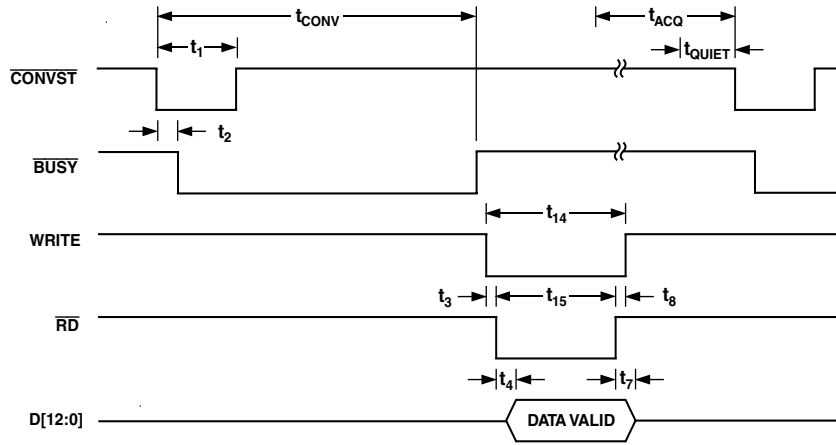 tCONV
tACQ
t1
tQUIET
CONVST
t2
BUSY
t14
WRITE
t3
t15
t8
RD
t4
t7
D[12:0]
DATA VALID